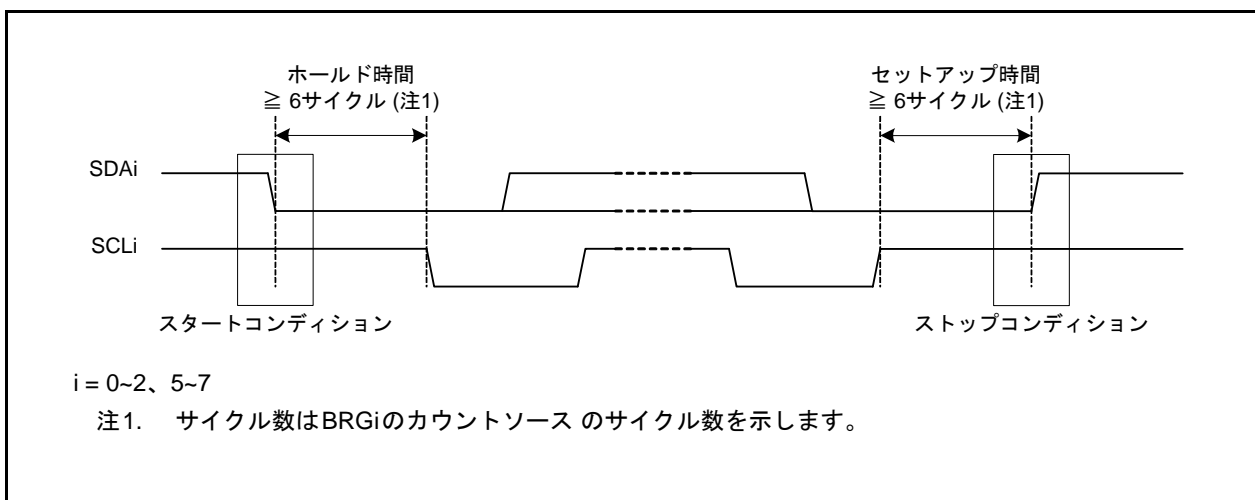 ホールド時間
≧ 6サイクル (注1)
セットアップ時間
≧ 6サイクル (注1)
SDAi
SCLi
スタートコンディション
ストップコンディション
i = 0~2、5~7
注1. サイクル数はBRGiのカウントソース のサイクル数を示します。